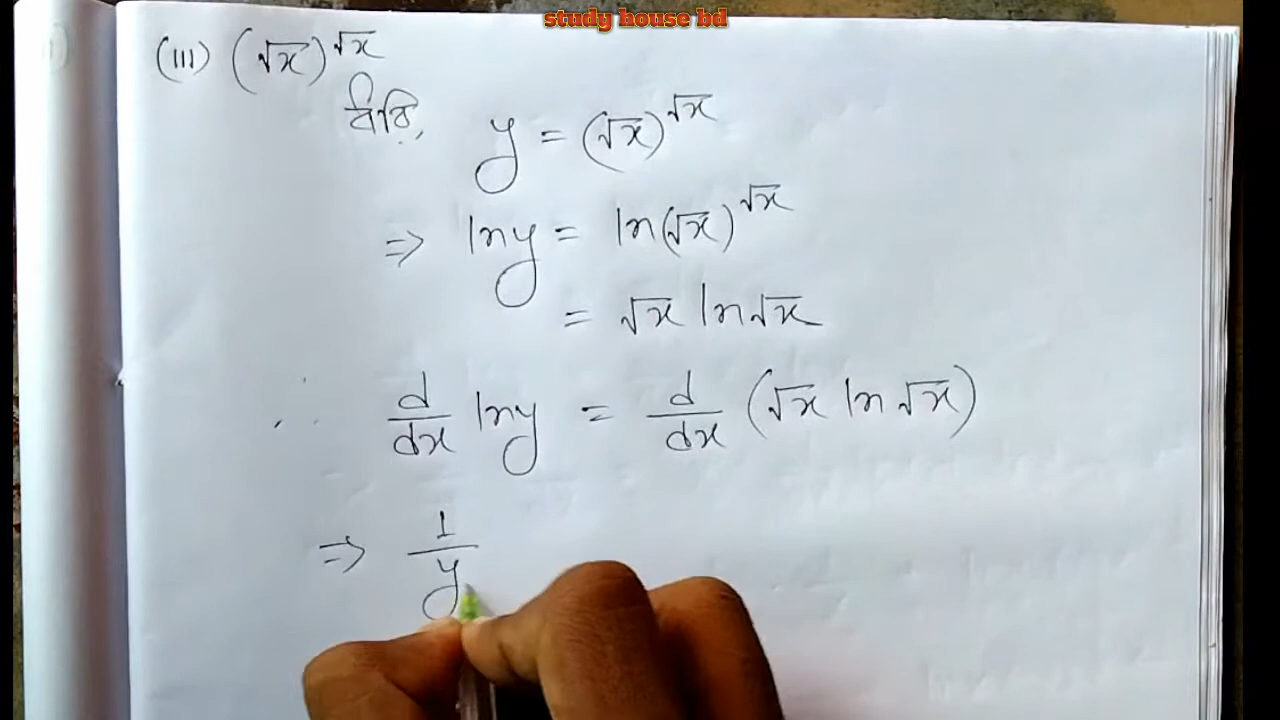 study house bd
(iii) (√x)^√x
ধরি, y = (√x)^√x
⇒ lny = ln(√x)^√x
= √x ln√x
∴ d/dx lny = d/dx (√x ln √x)
⇒ 1/y